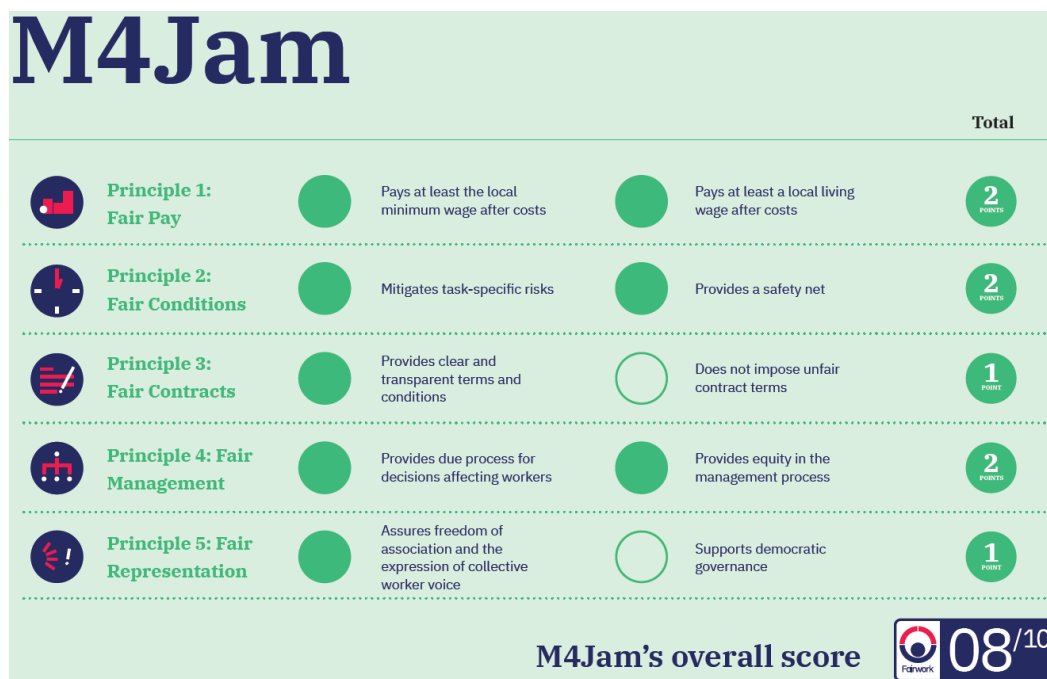 M4Jam
Total
Principle 1:
Fair Pay
Pays at least the local
minimum wage after costs
Pays at least a local living
wage after costs
2
POINTS
Principle 2:
Fair Conditions
Mitigates task-specific risks
Provides a safety net
2
POINTS
Principle 3:
Fair Contracts
Provides clear and
transparent terms and
conditions
Does not impose unfair
contract terms
1
POINT
Principle 4: Fair
Management
Provides due process for
decisions affecting workers
Provides equity in the
management process
2
POINTS
Principle 5: Fair
Representation
Assures freedom of
association and the
expression of collective
worker voice
Supports democratic
governance
1
POINT
M4Jam's overall score
Fairwork
08/10